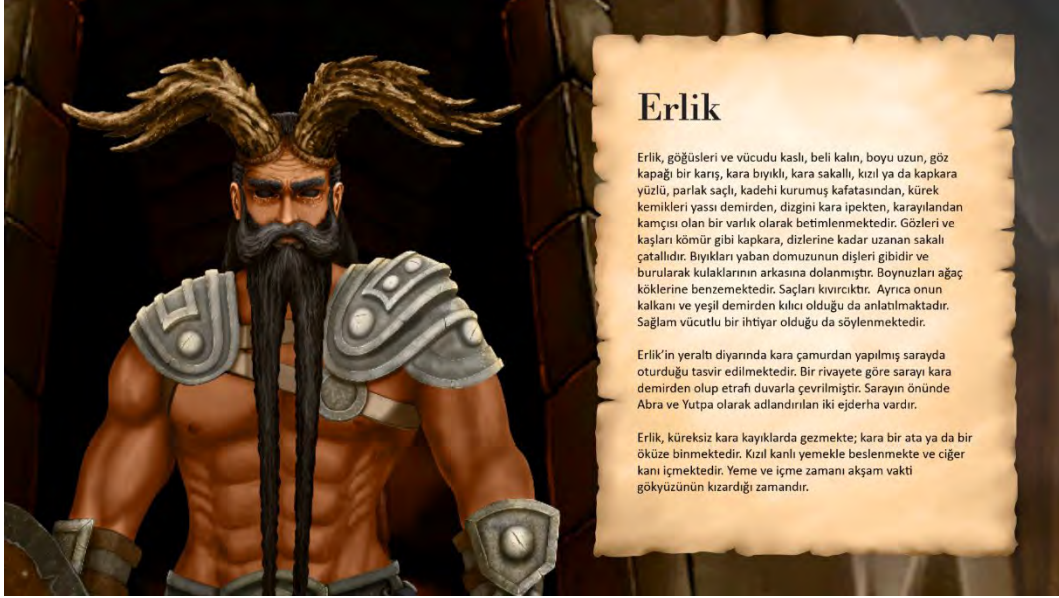 Erlik
Erlik, göğüsleri ve vücudu kaslı, beli kalın, boyu uzun, göz
kapağı bir karış, kara bıyıklı, kara sakallı, kızıl ya da kapkara
yüzlü, parlak saçlı, kadehi kurumuş kafatasından, kürek
kemikleri yassı demirden, dizgini kara ipekten, karayılandan
kamçısı olan bir varlık olarak betimlenmektedir. Gözleri ve
kaşları kömür gibi kapkara, dizlerine kadar uzanan sakalı
çatallıdır. Bıyıkları yaban domuzunun dişleri gibidir ve
burularak kulaklarının arkasına dolanmıştır. Boynuzları ağaç
köklerine benzemektedir. Saçları kıvırcıktır. Ayrıca onun
kalkanı ve yeşil demirden kılıcı olduğu da anlatılmaktadır.
Sağlam vücutlu bir ihtiyar olduğu da söylenmektedir.
Erlik'in yeraltı diyarında kara çamurdan yapılmış sarayda
oturduğu tasvir edilmektedir. Bir rivayete göre sarayı kara
demirden olup etrafı duvarla çevrilmiştir. Sarayın önünde
Abra ve Yutpa olarak adlandırılan iki ejderha vardır.
Erlik, küreksiz kara kayıklarda gezmekte; kara bir ata ya da bir
öküze binmektedir. Kızıl kanlı yemekle beslenmekte ve ciğer
kanı içmektedir. Yeme ve içme zamanı akşam vakti
gökyüzünün kızardığı zamandır.